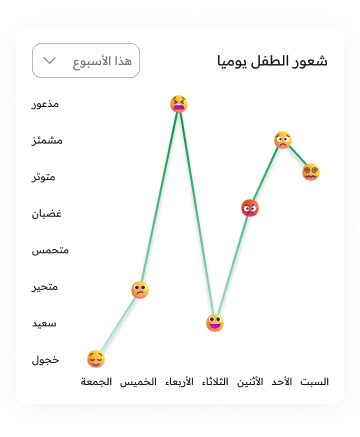 شعور الطفل يوميا
هذا الأسبوع
مذعور
مشمئز
متوتر
غضبان
متحمس
متحير
سعيد
خجول
السبت
الأحد
الأثنين
الثلاثاء
الأربعاء
الخميس
الجمعة